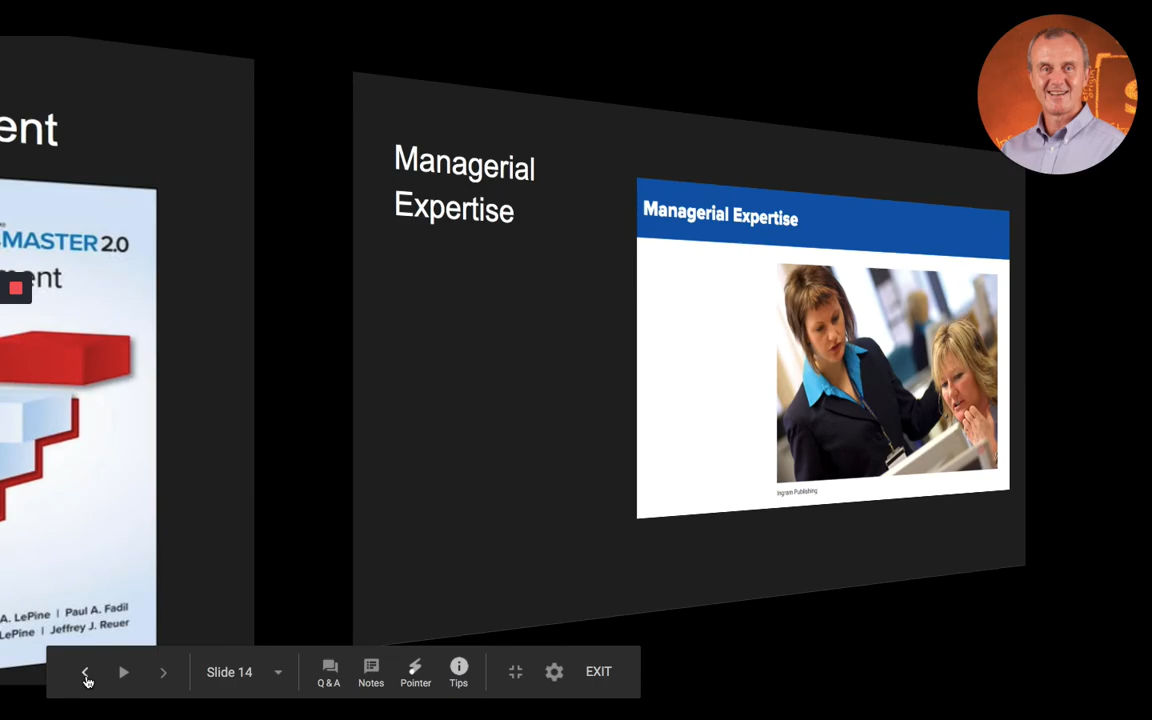 ent
MASTER 2.0
ent
A. LePine | Paul A. Fadil
LePine | Jeffrey J. Reuer
Managerial
Expertise
Managerial Expertise
Ingram Publishing
S
Slide 14
Q & A
Notes
Pointer
Tips
EXIT